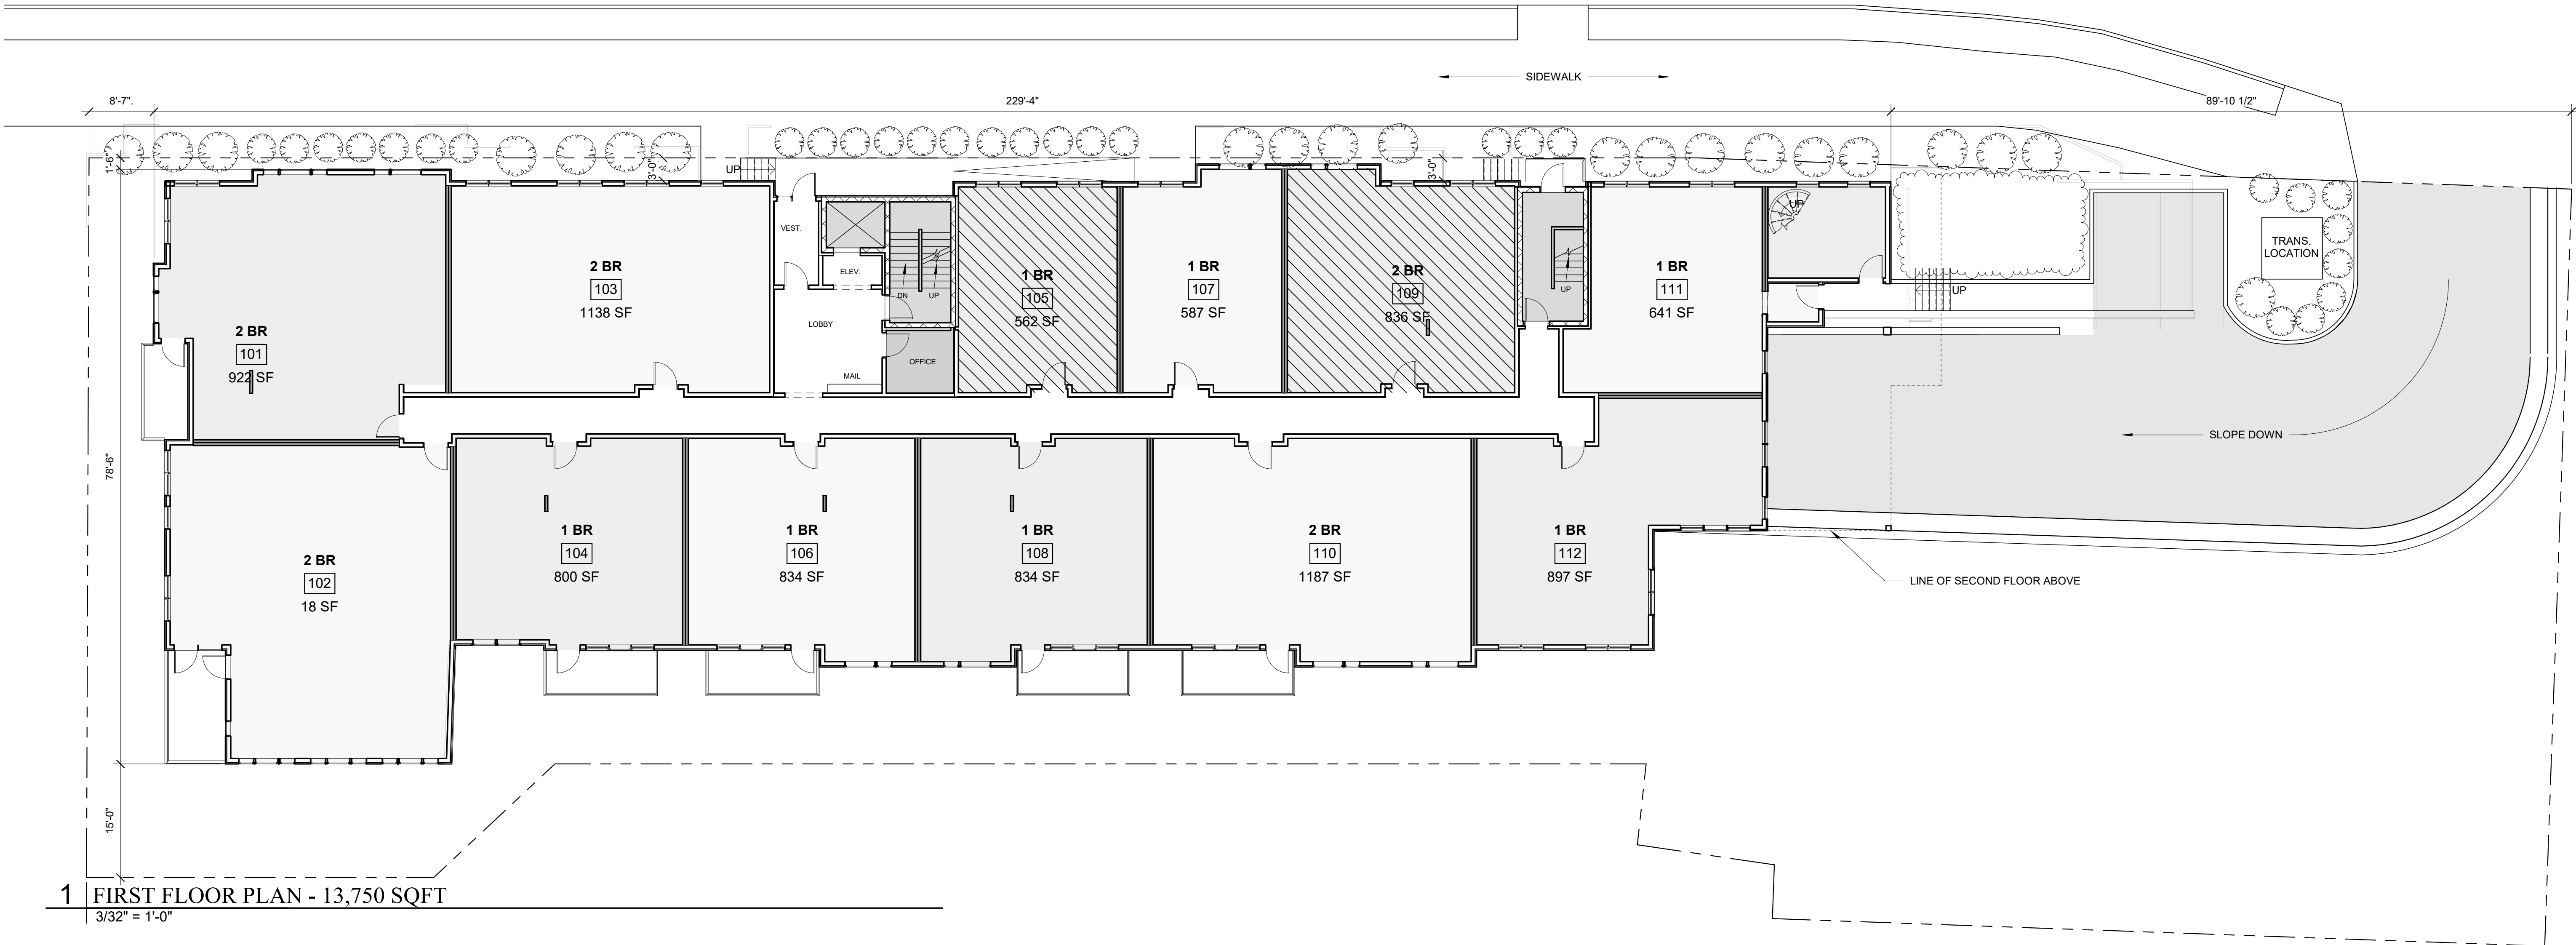 SIDEWALK
8'-7".
229'-4"
89'-10 1/2"
1'-6"
3'-0"
UP
3'-0"
UP
VEST.
TRANS.
LOCATION
2 BR
103
1138 SF
ELEV.
DN
UP
1 BR
105
562 SF
1 BR
107
587 SF
2 BR
109
836 SF
UP
1 BR
111
641 SF
UP
LOBBY
2 BR
101
922 SF
OFFICE
MAIL
SLOPE DOWN
78'-6"
2 BR
102
18 SF
1 BR
104
800 SF
1 BR
106
834 SF
1 BR
108
834 SF
2 BR
110
1187 SF
1 BR
112
897 SF
LINE OF SECOND FLOOR ABOVE
15'-0"
1 FIRST FLOOR PLAN - 13,750 SQFT
3/32" = 1'-0"